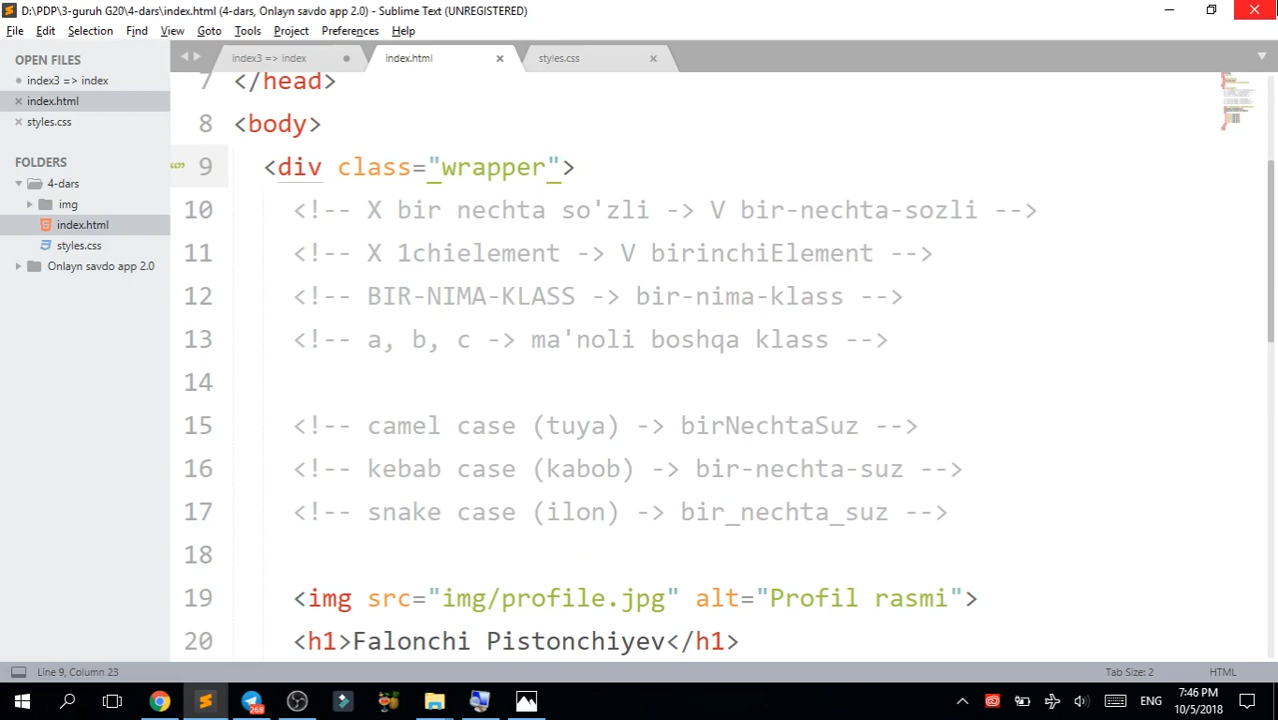 D:\PDP\3-guruh G20\4-dars\index.html (4-dars, Onlayn savdo app 2.0) - Sublime Text (UNREGISTERED)
File Edit Selection Find View Goto Tools Project Preferences Help
OPEN FILES
index3 => index
index.html
styles.css
FOLDERS
4-dars
img
index.html
styles.css
Onlayn savdo app 2.0
index3 => index index.html styles.css
7 </head>
8 <body>
9 <div class="wrapper">
10 <!-- X bir nechta so'zli -> V bir-nechta-sozli -->
11 <!-- X 1chielement -> V birinchiElement -->
12 <!-- BIR-NIMA-KLASS -> bir-nima-klass -->
13 <!-- a, b, c -> ma'noli boshqa klass -->
14
15 <!-- camel case (tuya) -> birNechtaSuz -->
16 <!-- kebab case (kabob) -> bir-nechta-suz -->
17 <!-- snake case (ilon) -> bir_nechta_suz -->
18
19 <img src="img/profile.jpg" alt="Profil rasmi">
20 <h1>Falonchi Pistonchiyev</h1>
Line 9, Column 23 Tab Size: 2 HTML
268
ENG
7:46 PM
10/5/2018